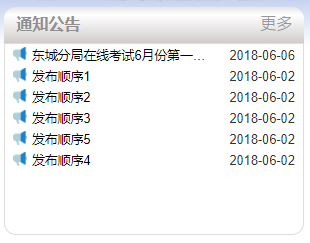 通知公告 更多
东城分局在线考试6月份第一... 2018-06-06
发布顺序1 2018-06-02
发布顺序2 2018-06-02
发布顺序3 2018-06-02
发布顺序5 2018-06-02
发布顺序4 2018-06-02